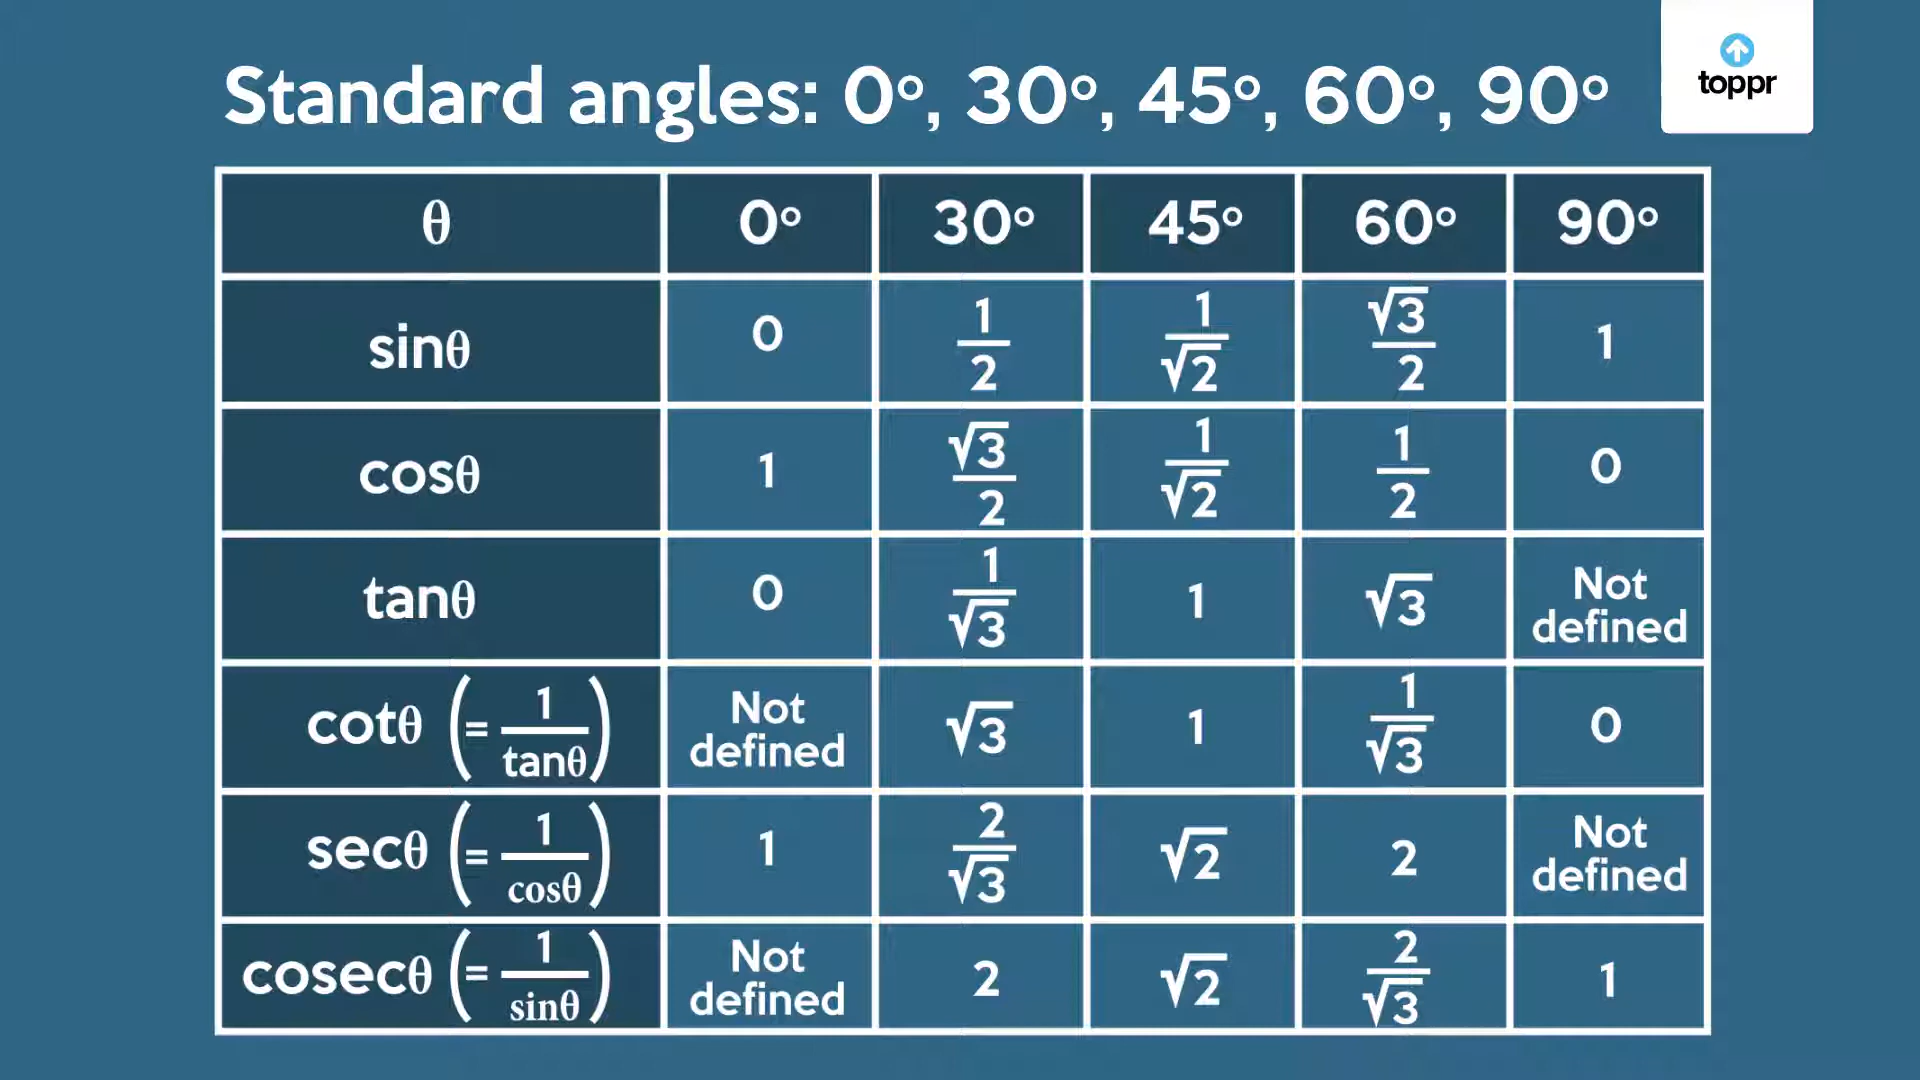 Standard angles: 0°, 30°, 45°, 60°, 90°
toppr
θ 0° 30° 45° 60° 90°
sinθ 0 1/2 1/√2 √3/2 1
cosθ 1 √3/2 1/√2 1/2 0
tanθ 0 1/√3 1 √3 Not defined
cotθ (= 1/tanθ) Not defined √3 1 1/√3 0
secθ (= 1/cosθ) 1 2/√3 √2 2 Not defined
cosecθ (= 1/sinθ) Not defined 2 √2 2/√3 1